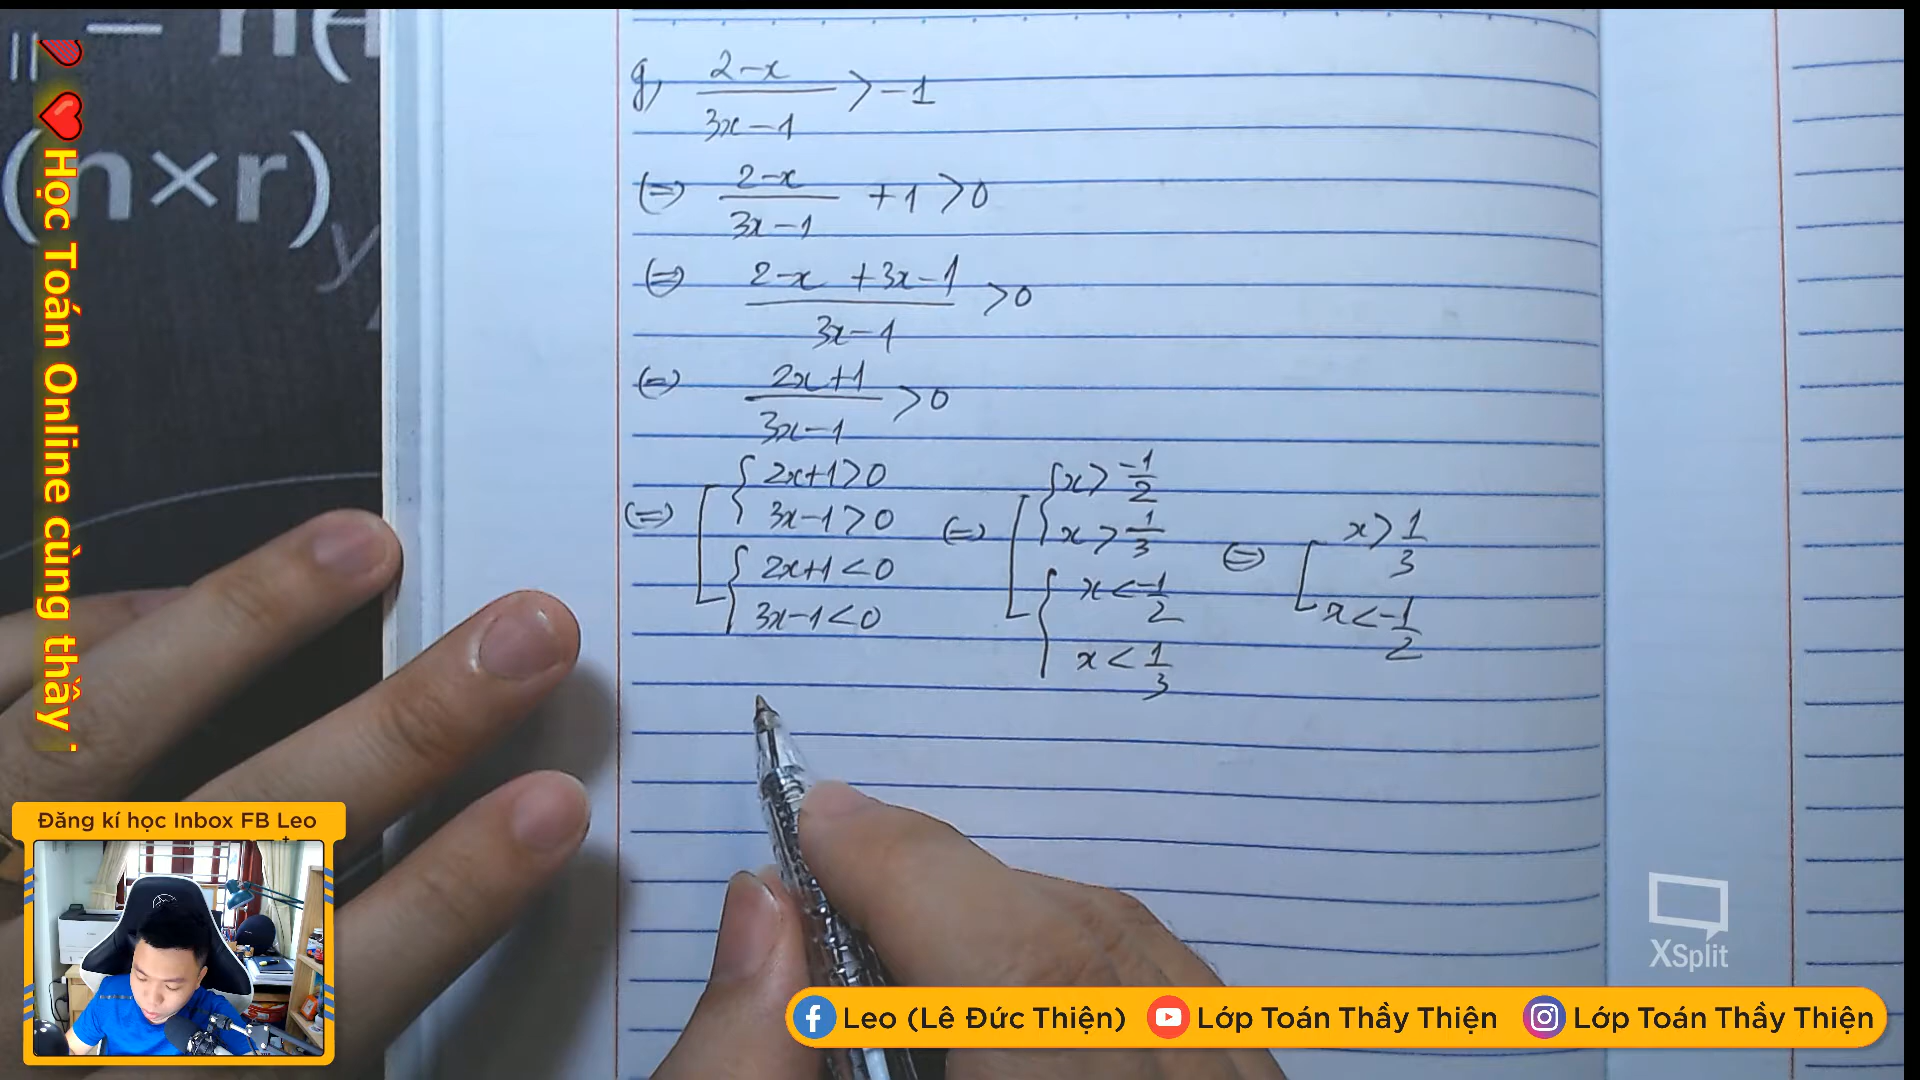 g, (2-x)/(3x-1) > -1
(=) (2-x)/(3x-1) + 1 > 0
(=) (2-x +3x-1)/(3x-1) > 0
(=) (2x+1)/(3x-1) > 0
(=) [ { 2x+1>0
3x-1>0
{ 2x+1<0
3x-1<0
(=) [ { x > -1/2
x > 1/3
{ x < -1/2
x < 1/3
(=) [ x > 1/3
x < -1/2
Học Toán Online cùng thầy
(n×r)
Đăng kí học Inbox FB Leo
XSplit
Leo (Lê Đức Thiện) Lớp Toán Thầy Thiện Lớp Toán Thầy Thiện